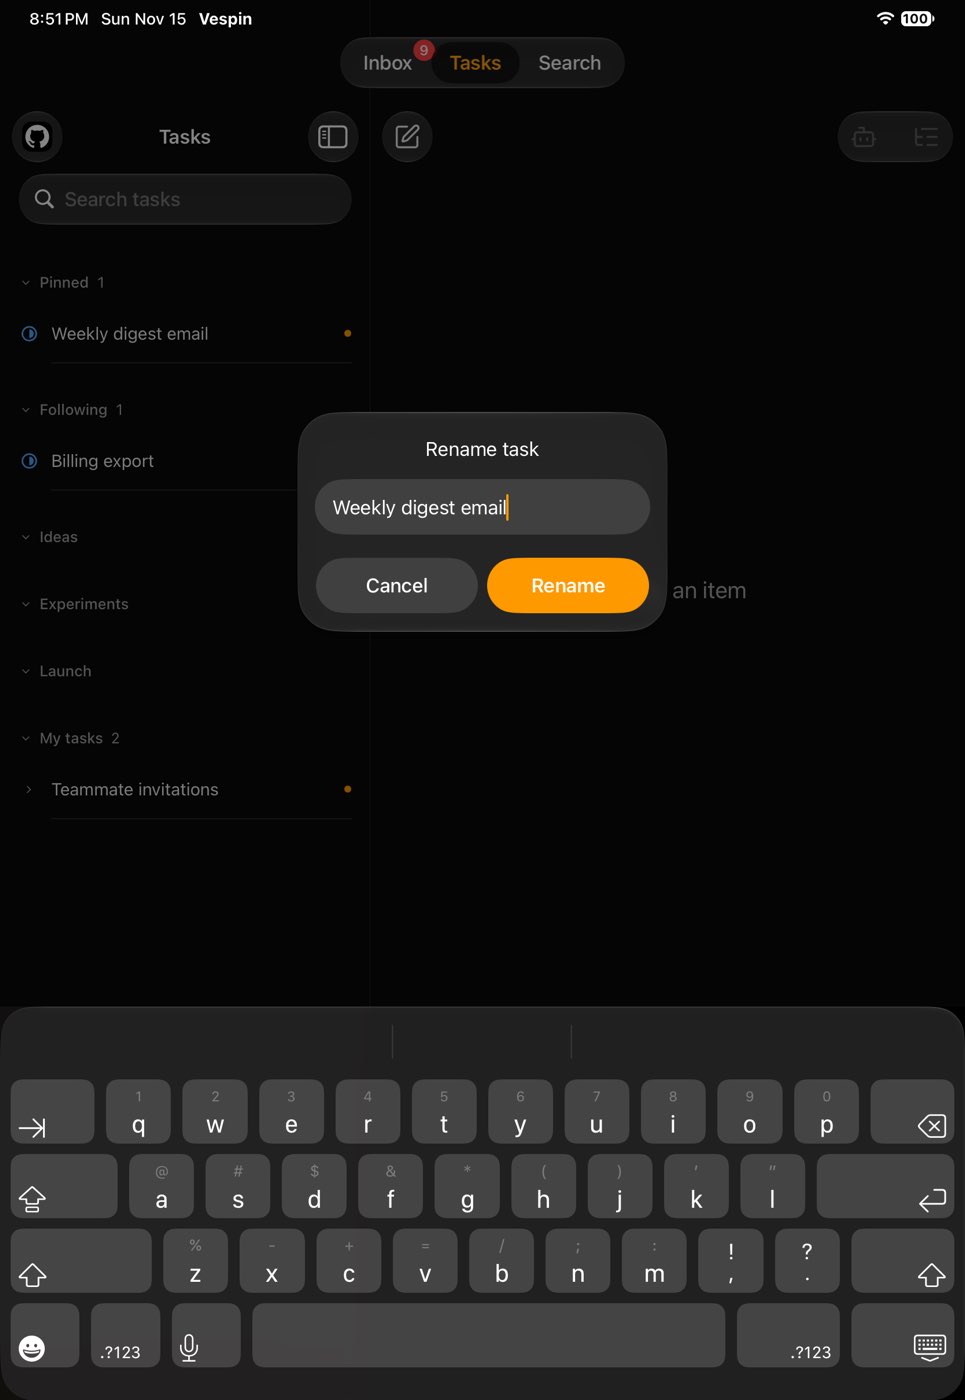 8:51 PM Sun Nov 15 Vespin 100
Inbox 9 Tasks Search
Tasks
Search tasks
Pinned 1
Weekly digest email
Following 1
Billing export
Ideas
Experiments
Launch
My tasks 2
Teammate invitations
an item
Rename task
Weekly digest email
Cancel Rename
1 2 3 4 5 6 7 8 9 0
q w e r t y u i o p
@ # $ & * ( ) ' "
a s d f g h j k l
% - + = / ; : ! ?
z x c v b n m , .
.?123 .?123